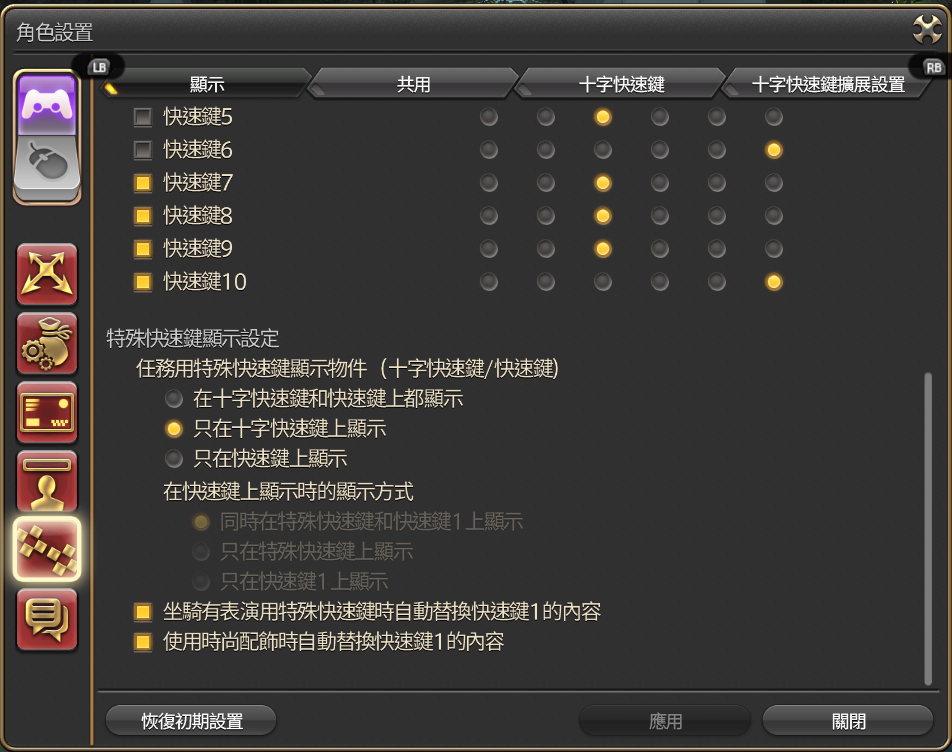 角色設置
LB
顯示
共用
十字快速鍵
十字快速鍵擴展設置
RB
快速鍵5
快速鍵6
快速鍵7
快速鍵8
快速鍵9
快速鍵10
特殊快速鍵顯示設定
任務用特殊快速鍵顯示物件（十字快速鍵/快速鍵）
在十字快速鍵和快速鍵上都顯示
只在十字快速鍵上顯示
只在快速鍵上顯示
在快速鍵上顯示時的顯示方式
同時在特殊快速鍵和快速鍵1上顯示
只在特殊快速鍵上顯示
只在快速鍵1上顯示
坐騎有表演用特殊快速鍵時自動替換快速鍵1的內容
使用時尚配飾時自動替換快速鍵1的內容
恢復初期設置
應用
關閉